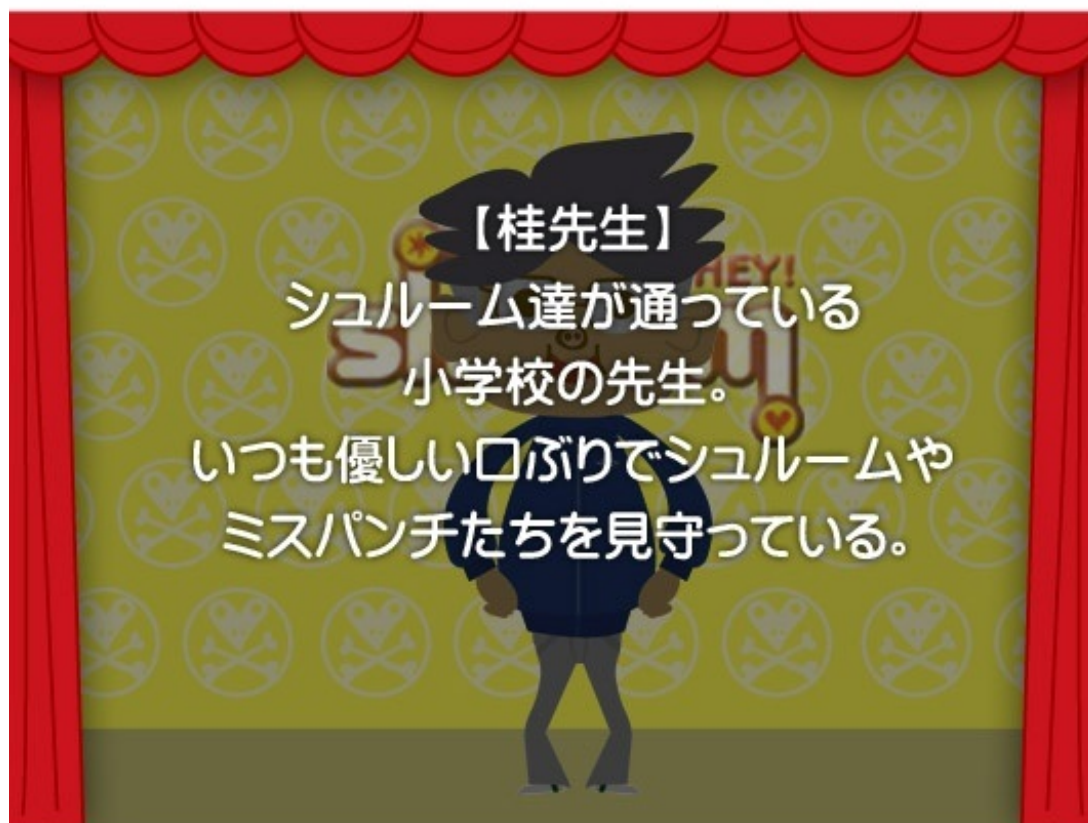 【桂先生】
シュルーム達が通っている
HEY!
小学校の先生。
いつも優しい口ぶりでシュルームや
ミスパンチたちを見守っている。